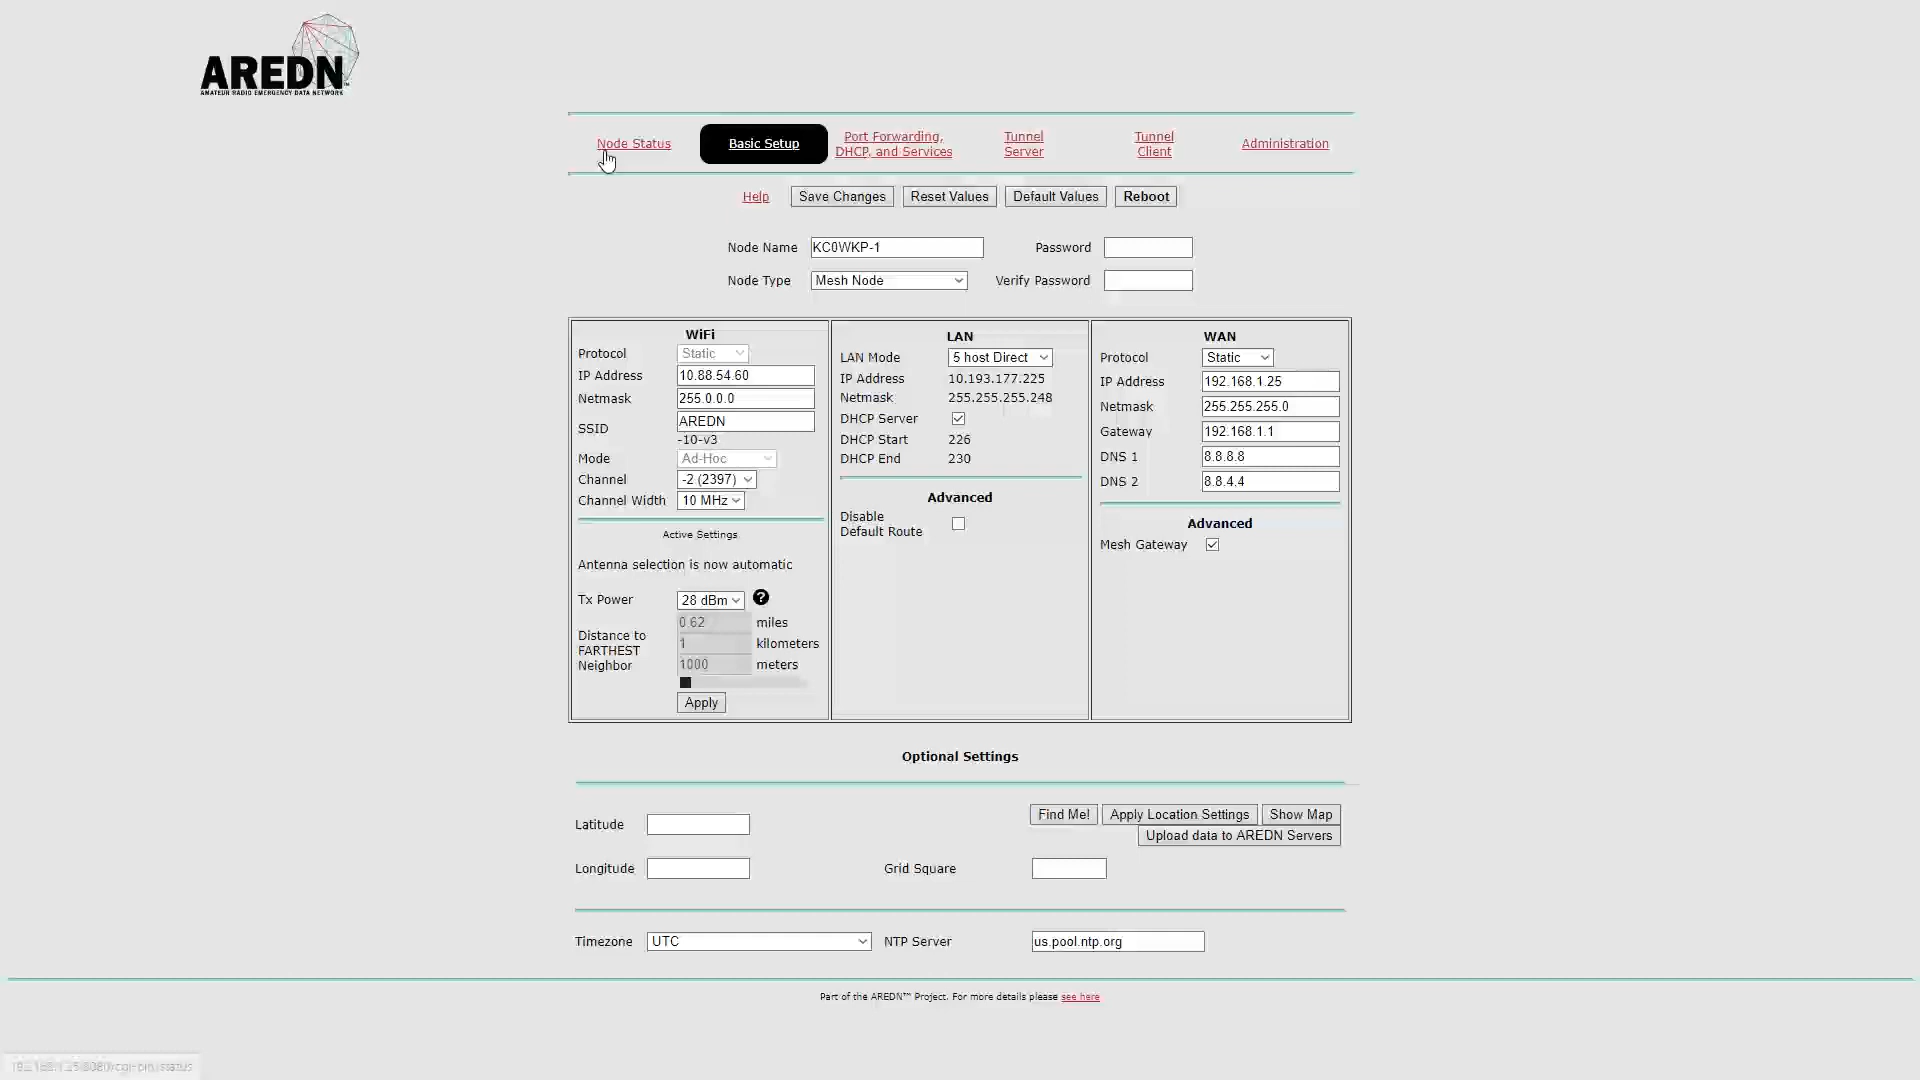 AREDN
AMATEUR RADIO EMERGENCY DATA NETWORK
Node Status
Basic Setup
Port Forwarding,
DHCP, and Services
Tunnel
Server
Tunnel
Client
Administration
Help
Save Changes
Reset Values
Default Values
Reboot
Node Name KC0WKP-1 Password
Node Type Mesh Node Verify Password
WiFi
Protocol Static
IP Address 10.88.54.60
Netmask 255.0.0.0
SSID AREDN
-10-v3
Mode Ad-Hoc
Channel -2 (2397)
Channel Width 10 MHz
Active Settings
Antenna selection is now automatic
Tx Power 28 dBm ?
Distance to
FARTHEST
Neighbor
0.62 miles
1 kilometers
1000 meters
Apply
LAN
LAN Mode 5 host Direct
IP Address 10.193.177.225
Netmask 255.255.255.248
DHCP Server
DHCP Start 226
DHCP End 230
Advanced
Disable
Default Route
WAN
Protocol Static
IP Address 192.168.1.25
Netmask 255.255.255.0
Gateway 192.168.1.1
DNS 1 8.8.8.8
DNS 2 8.8.4.4
Advanced
Mesh Gateway
Optional Settings
Latitude
Find Me! Apply Location Settings Show Map
Upload data to AREDN Servers
Longitude Grid Square
Timezone UTC NTP Server us.pool.ntp.org
Part of the AREDN™ Project. For more details please see here
192.168.1.25:8080/cgi-bin/status